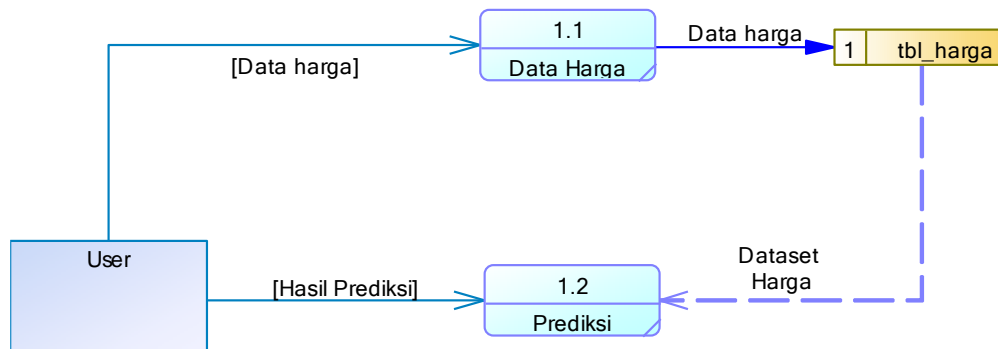 1.1
Data Harga
Data harga
1
tbl_harga
[Data harga]
User
[Hasil Prediksi]
1.2
Prediksi
Dataset
Harga